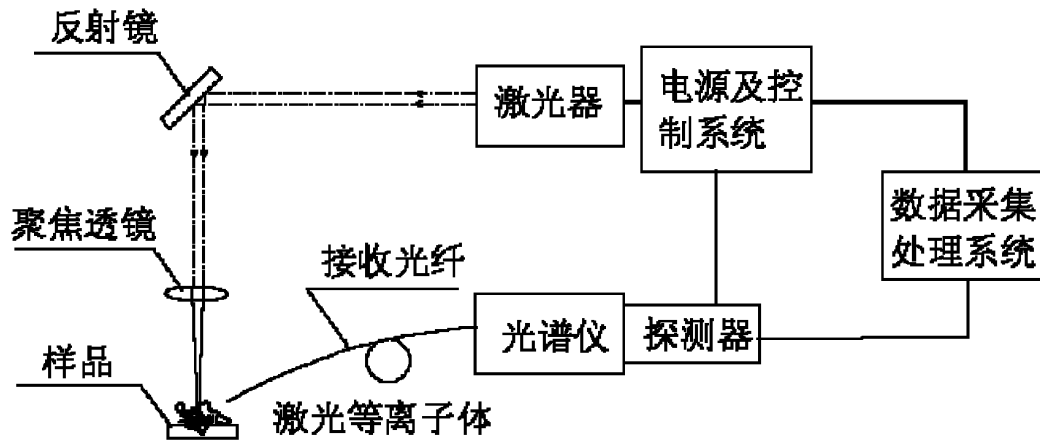 反射镜
激光器
电源及控
制系统
数据采集
处理系统
聚焦透镜
接收光纤
光谱仪
探测器
样品
激光等离子体